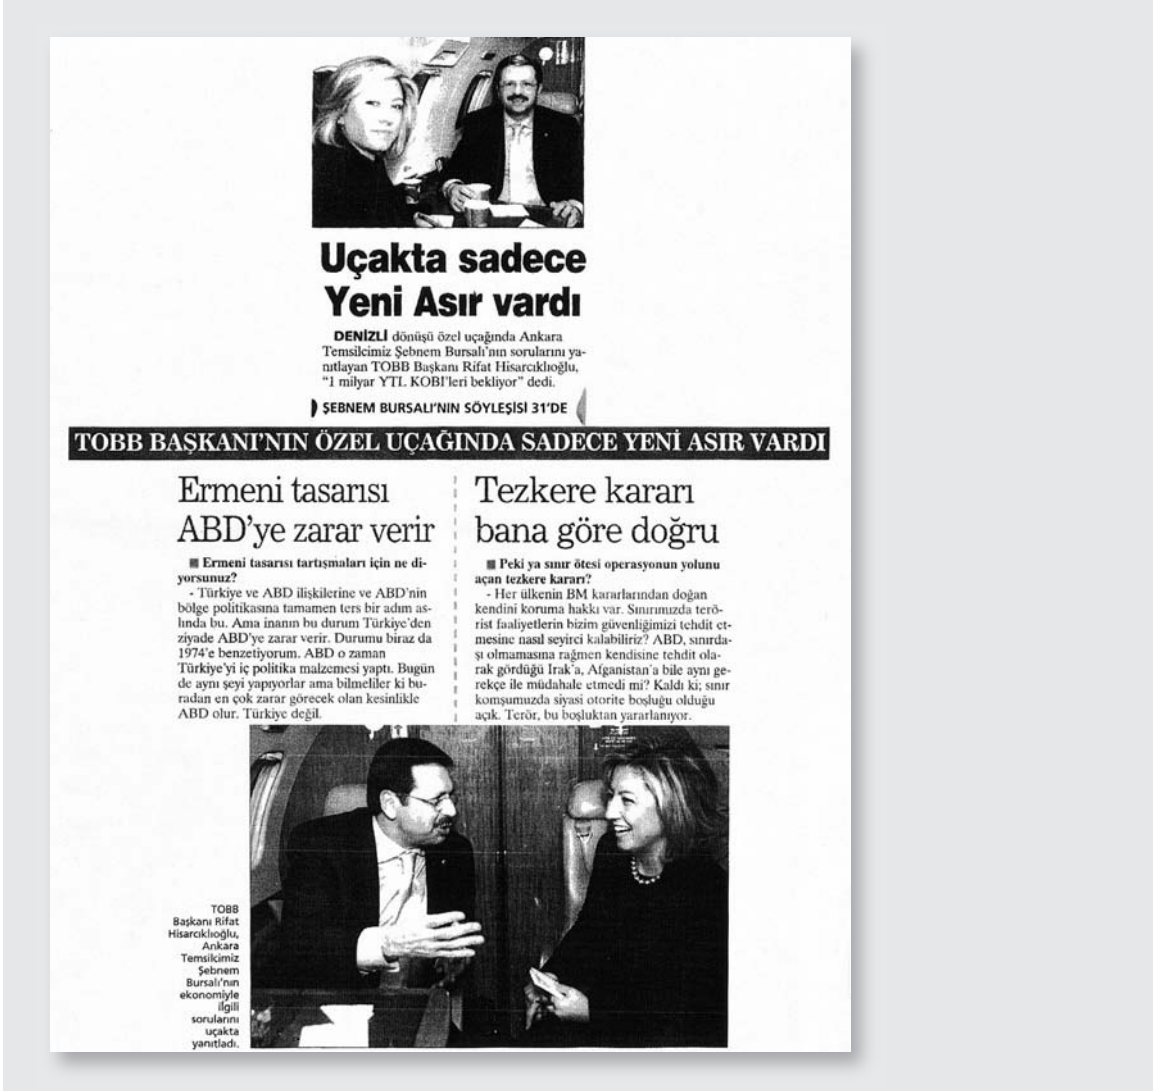 Uçakta sadece
Yeni Asır vardı
DENİZLİ dönüşü özel uçağında Ankara
Temsilcimiz Şebnem Bursalı'nın sorularını ya-
nıtlayan TOBB Başkanı Rifat Hisarcıklıoğlu,
“1 milyar YTL KOBİ'leri bekliyor” dedi.
ŞEBNEM BURSALI'NIN SÖYLEŞİSİ 31'DE
TOBB BAŞKANI'NIN ÖZEL UÇAĞINDA SADECE YENİ ASIR VARDI
Ermeni tasarısı
ABD'ye zarar verir
■ Ermeni tasarısı tartışmaları için ne di-
yorsunuz?
- Türkiye ve ABD ilişkilerine ve ABD'nin
bölge politikasına tamamen ters bir adım as-
lında bu. Ama inanın bu durum Türkiye'den
ziyade ABD'ye zarar verir. Durumu biraz da
1974'e benzetiyorum. ABD o zaman
Türkiye'yi iç politika malzemesi yaptı. Bugün
de aynı şeyi yapıyorlar ama bilmeliler ki bu-
radan en çok zarar görecek olan kesinlikle
ABD olur. Türkiye değil.
Tezkere kararı
bana göre doğru
■ Peki ya sınır ötesi operasyonun yolunu
açan tezkere kararı?
- Her ülkenin BM kararlarından doğan
kendini koruma hakkı var. Sınırımızda terö-
rist faaliyetlerin bizim güvenliğimizi tehdit et-
mesine nasıl seyirci kalabiliriz? ABD, sınırda-
şı olmamasına rağmen kendisine tehdit ola-
rak gördüğü Irak'a, Afganistan'a bile aynı ge-
rekçe ile müdahale etmedi mi? Kaldı ki; sınır
komşumuzda siyasi otorite boşluğu olduğu
açık. Terör, bu boşluktan yararlanıyor.
TOBB
Başkanı Rifat
Hisarcıklıoğlu,
Ankara
Temsilcimiz
Şebnem
Bursalı'nın
ekonomiyle
ilgili
sorularını
uçakta
yanıtladı.